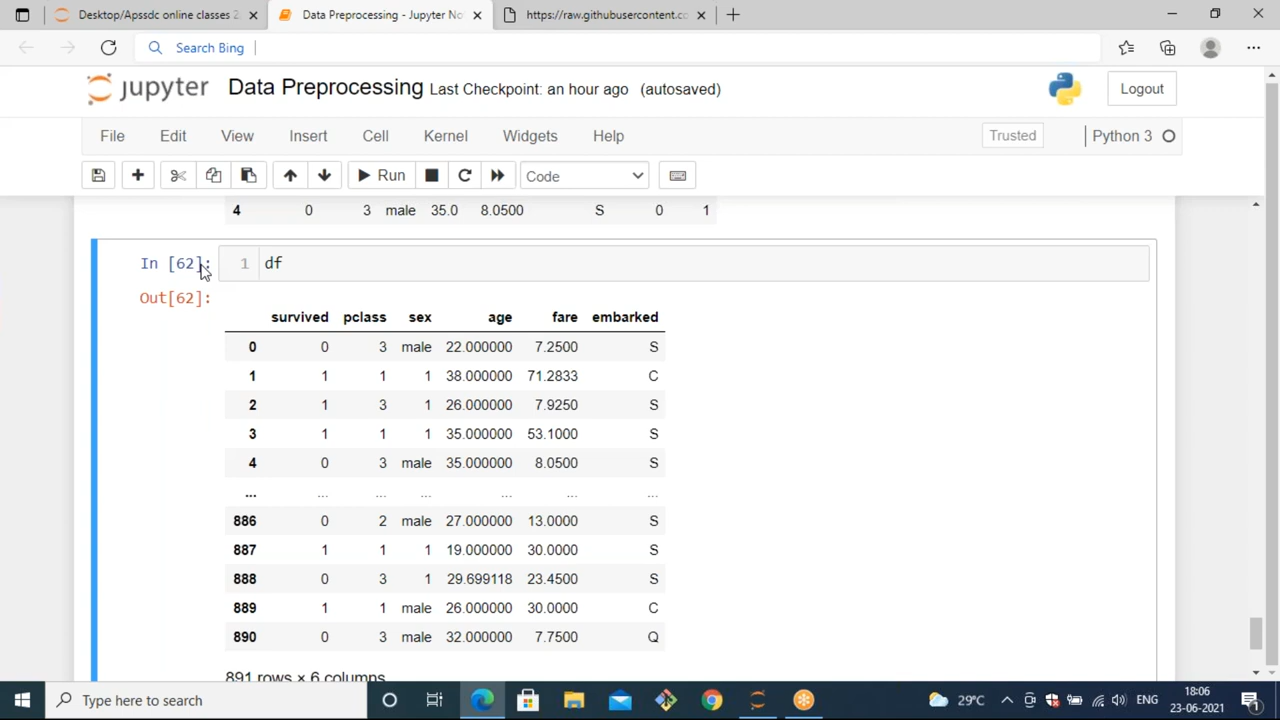 Desktop/Apssdc online classes 2
Data Preprocessing - Jupyter No
https://raw.githubusercontent.co
Search Bing
jupyter Data Preprocessing Last Checkpoint: an hour ago (autosaved) Logout
File Edit View Insert Cell Kernel Widgets Help Trusted Python 3
Run Code
4 0 3 male 35.0 8.0500 S 0 1
In [62]: 1 df
Out[62]:
survived pclass sex age fare embarked
0 0 3 male 22.000000 7.2500 S
1 1 1 1 38.000000 71.2833 C
2 1 3 1 26.000000 7.9250 S
3 1 1 1 35.000000 53.1000 S
4 0 3 male 35.000000 8.0500 S
... ... ... ... ... ... ...
886 0 2 male 27.000000 13.0000 S
887 1 1 1 19.000000 30.0000 S
888 0 3 1 29.699118 23.4500 S
889 1 1 male 26.000000 30.0000 C
890 0 3 male 32.000000 7.7500 Q
891 rows × 6 columns
Type here to search
29°C ENG
18:06
23-06-2021